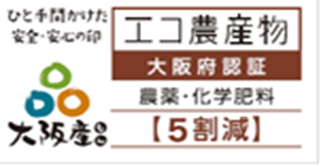 ひと手間かけた
安全・安心の印
大阪産
エコ農産物
大阪府認証
農薬・化学肥料
【5割減】